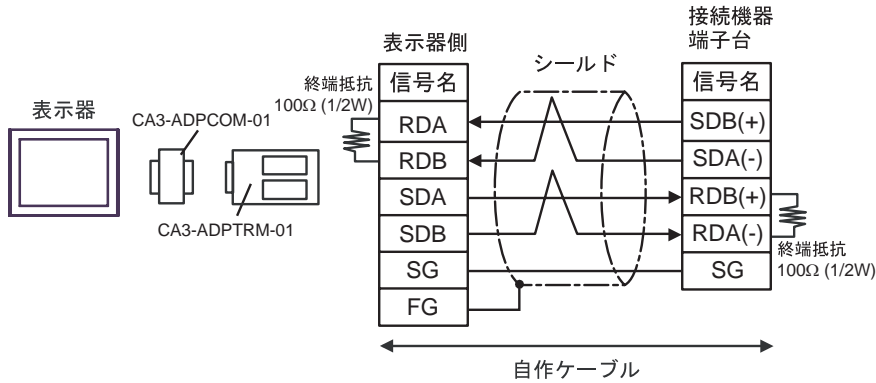 接続機器
端子台
表示器側
シールド
信号名
信号名
終端抵抗
100Ω (1/2W)
表示器
CA3-ADPCOM-01
RDA
SDB(+)
RDB
SDA(-)
SDA
RDB(+)
CA3-ADPTRM-01
SDB
RDA(-)
終端抵抗
100Ω (1/2W)
SG
SG
FG
自作ケーブル